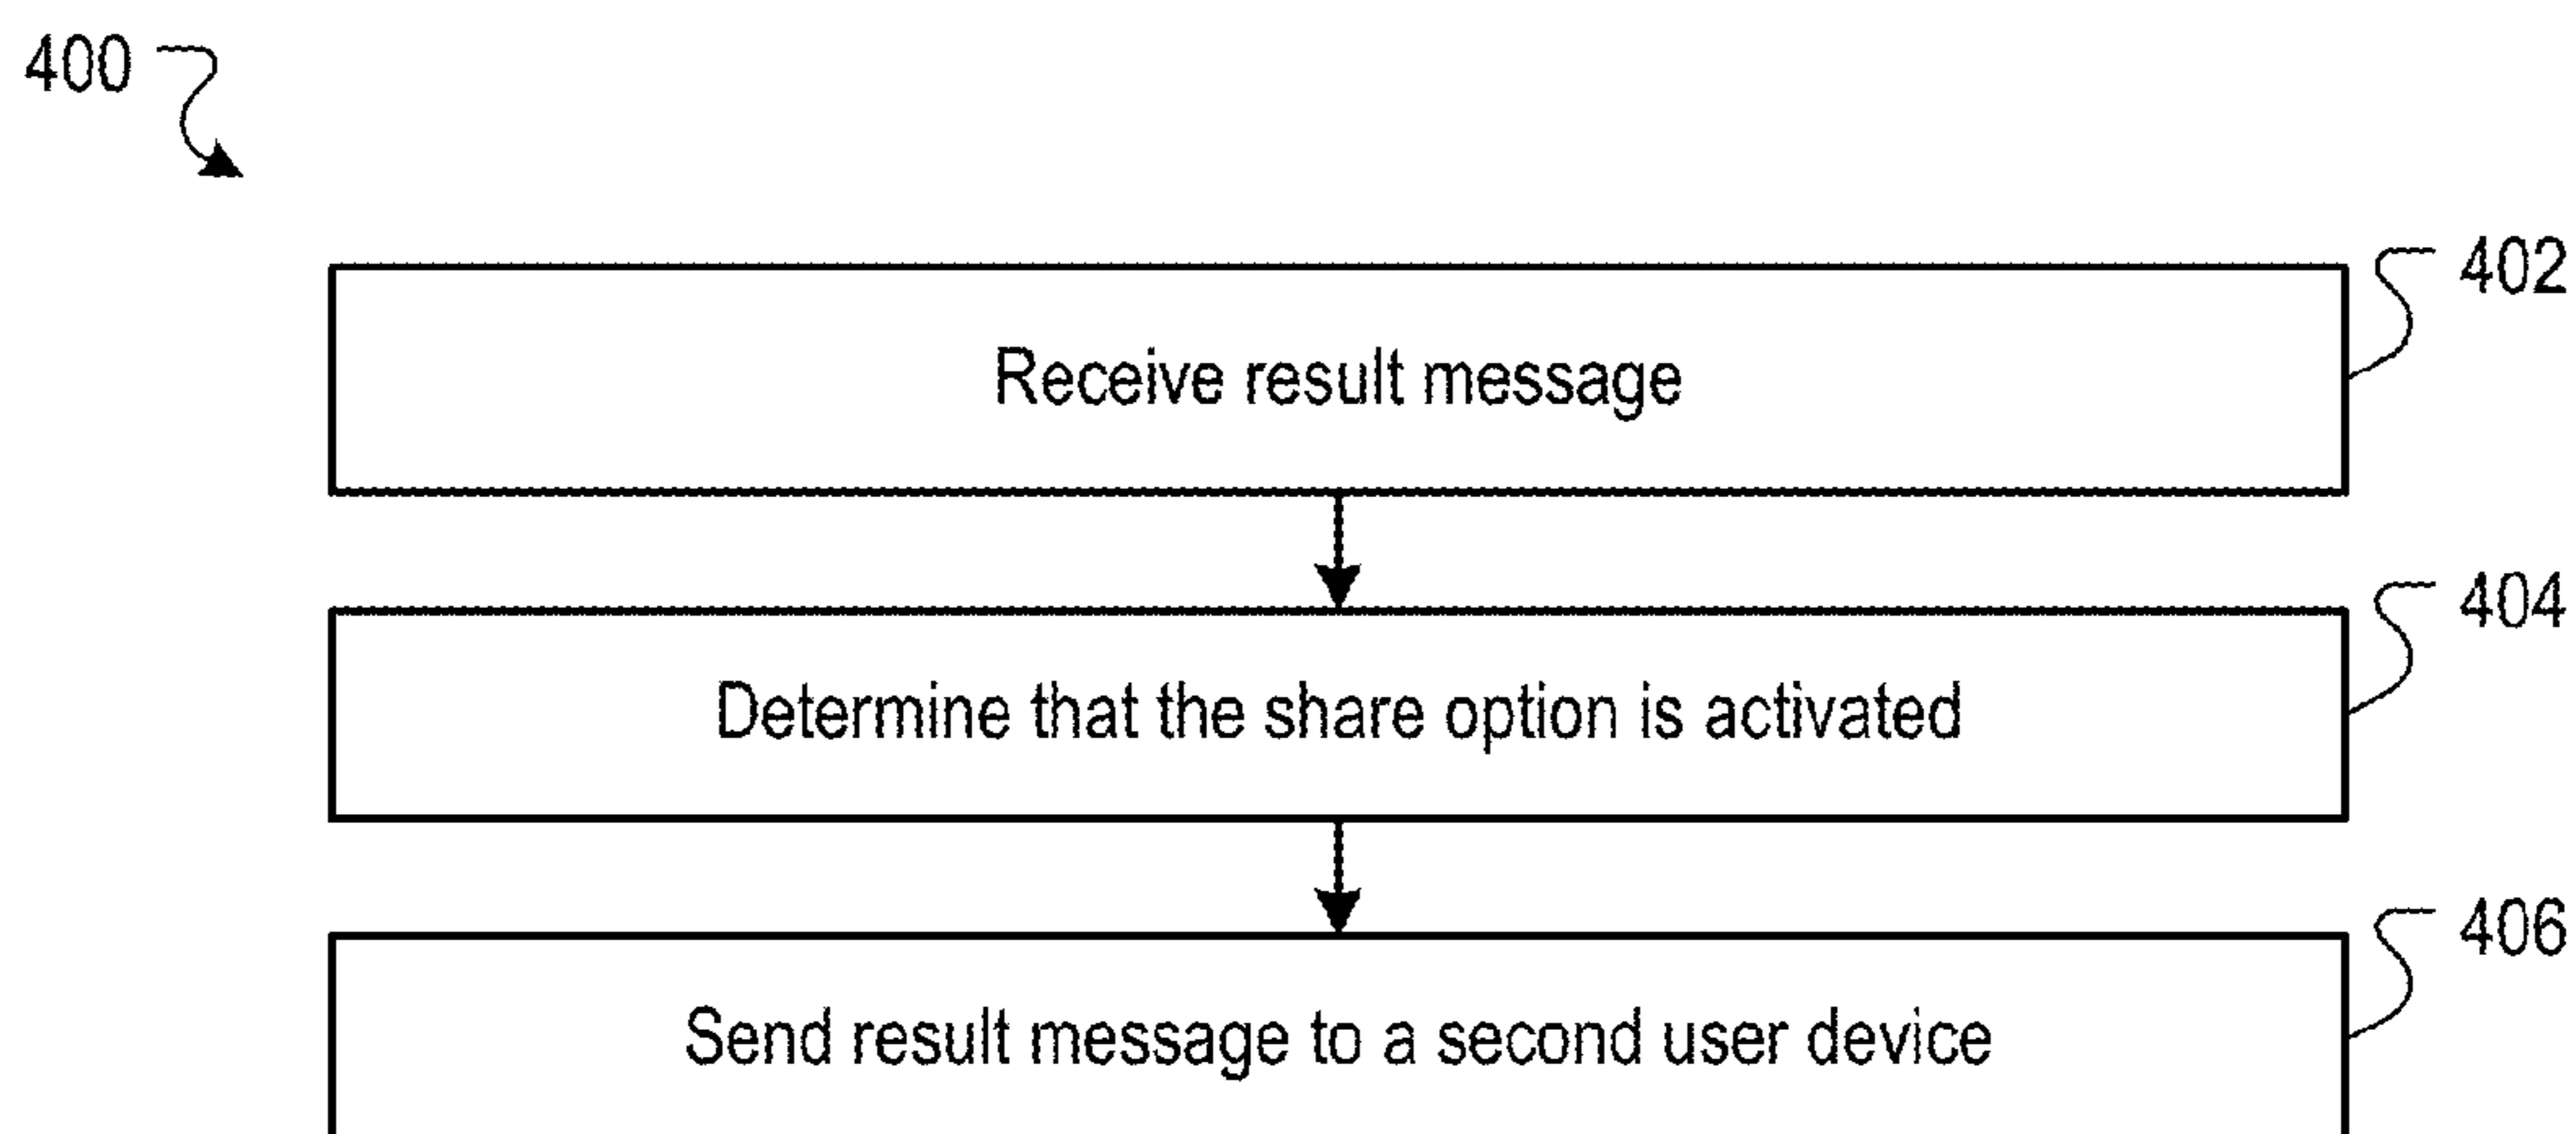 400
402
Receive result message
404
Determine that the share option is activated
406
Send result message to a second user device